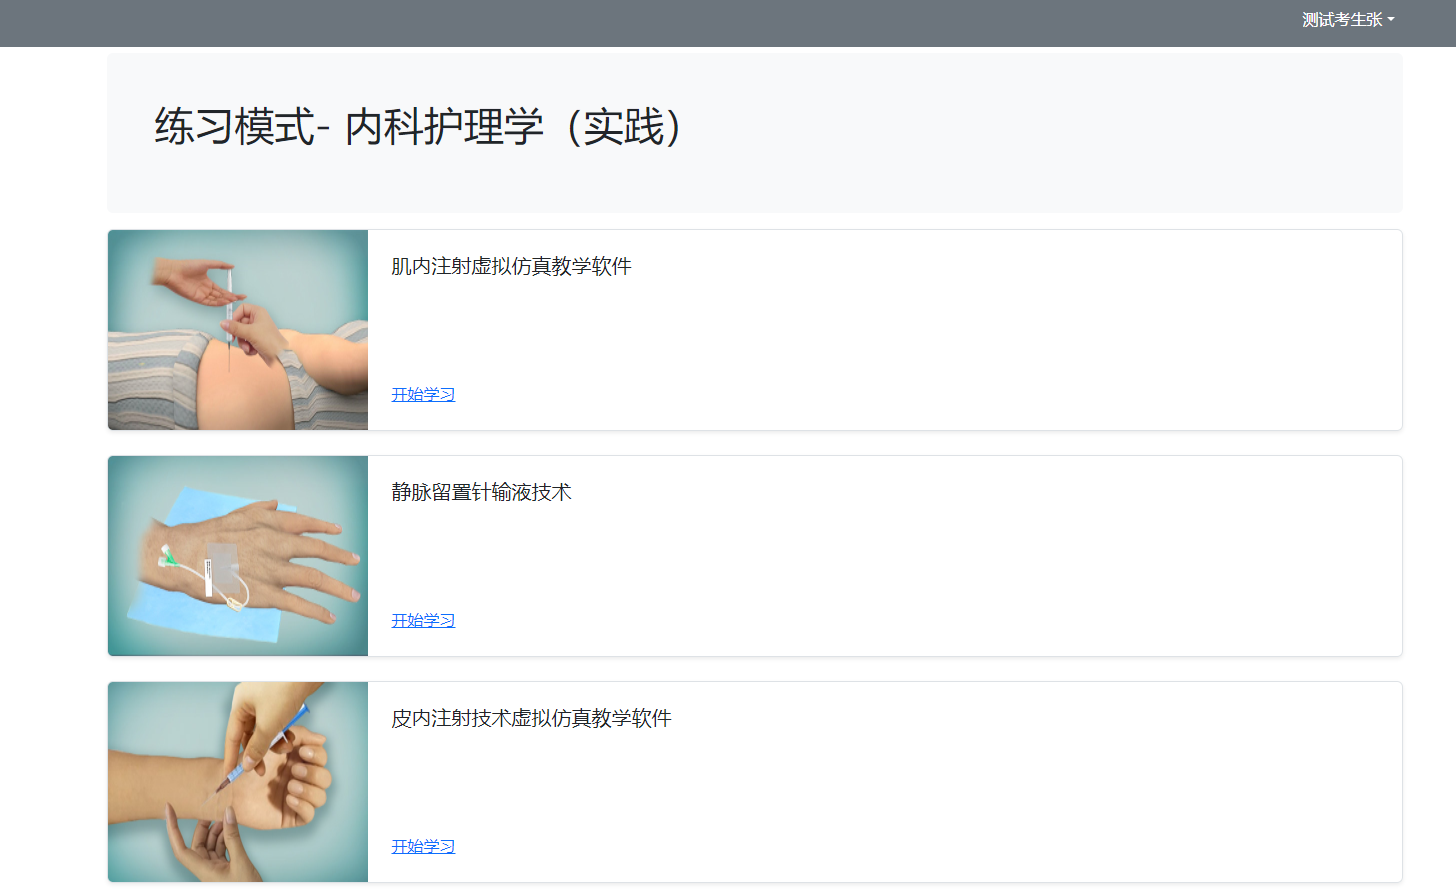 测试考生张
练习模式- 内科护理学（实践）
肌内注射虚拟仿真教学软件
开始学习
静脉留置针输液技术
开始学习
皮内注射技术虚拟仿真教学软件
开始学习